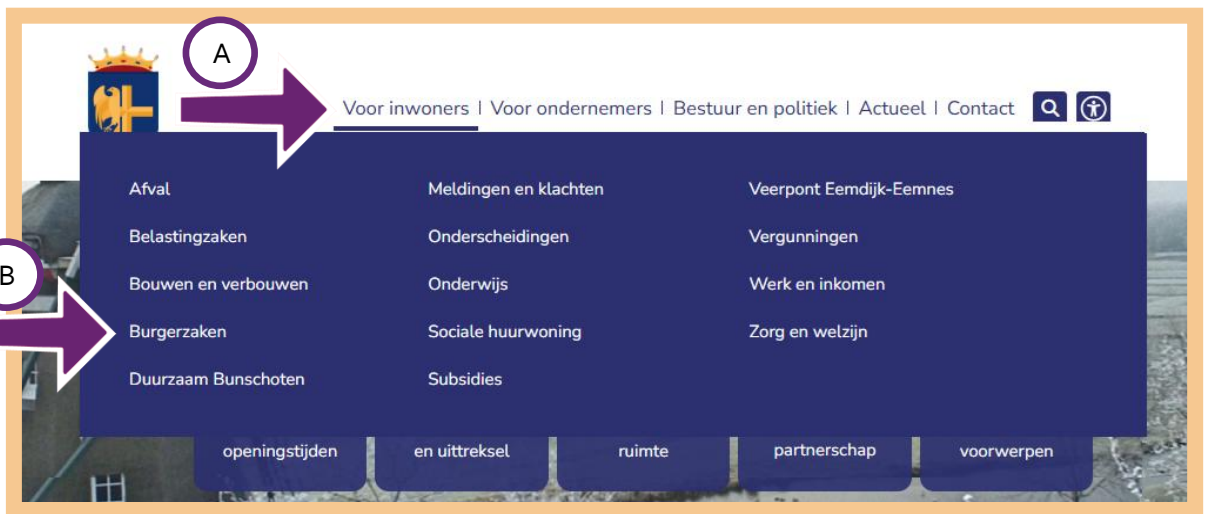 A
Voor inwoners | Voor ondernemers | Bestuur en politiek | Actueel | Contact
Afval
Belastingzaken
Bouwen en verbouwen
Burgerzaken
Duurzaam Bunschoten
Meldingen en klachten
Onderscheidingen
Onderwijs
Sociale huurwoning
Subsidies
Veerpont Eemdijk-Eemnes
Vergunningen
Werk en inkomen
Zorg en welzijn
B
openingstijden
en uittreksel
ruimte
partnerschap
voorwerpen